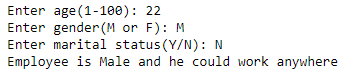 Enter age(1-100): 22
Enter gender(M or F): M
Enter marital status(Y/N): N
Employee is Male and he could work anywhere